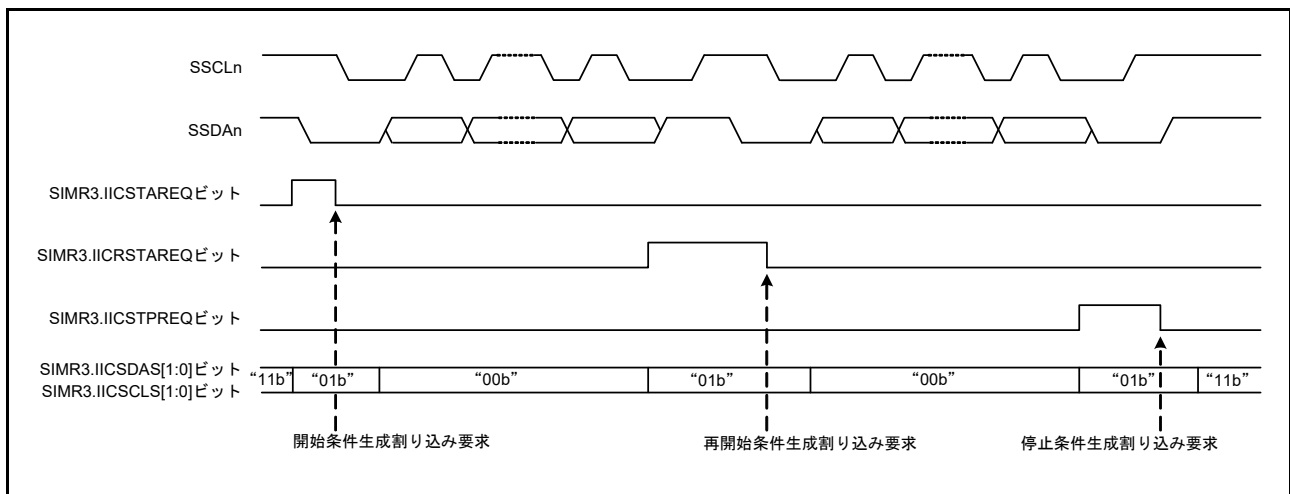 SSCLn
SSDAn
SIMR3.IICSTAREQビット
SIMR3.IICRSTAREQビット
SIMR3.IICSTPREQビット
SIMR3.IICSDAS[1:0]ビット
SIMR3.IICSCLS[1:0]ビット
“11b” “01b” “00b” “01b” “00b” “01b” “11b”
開始条件生成割り込み要求 再開始条件生成割り込み要求 停止条件生成割り込み要求